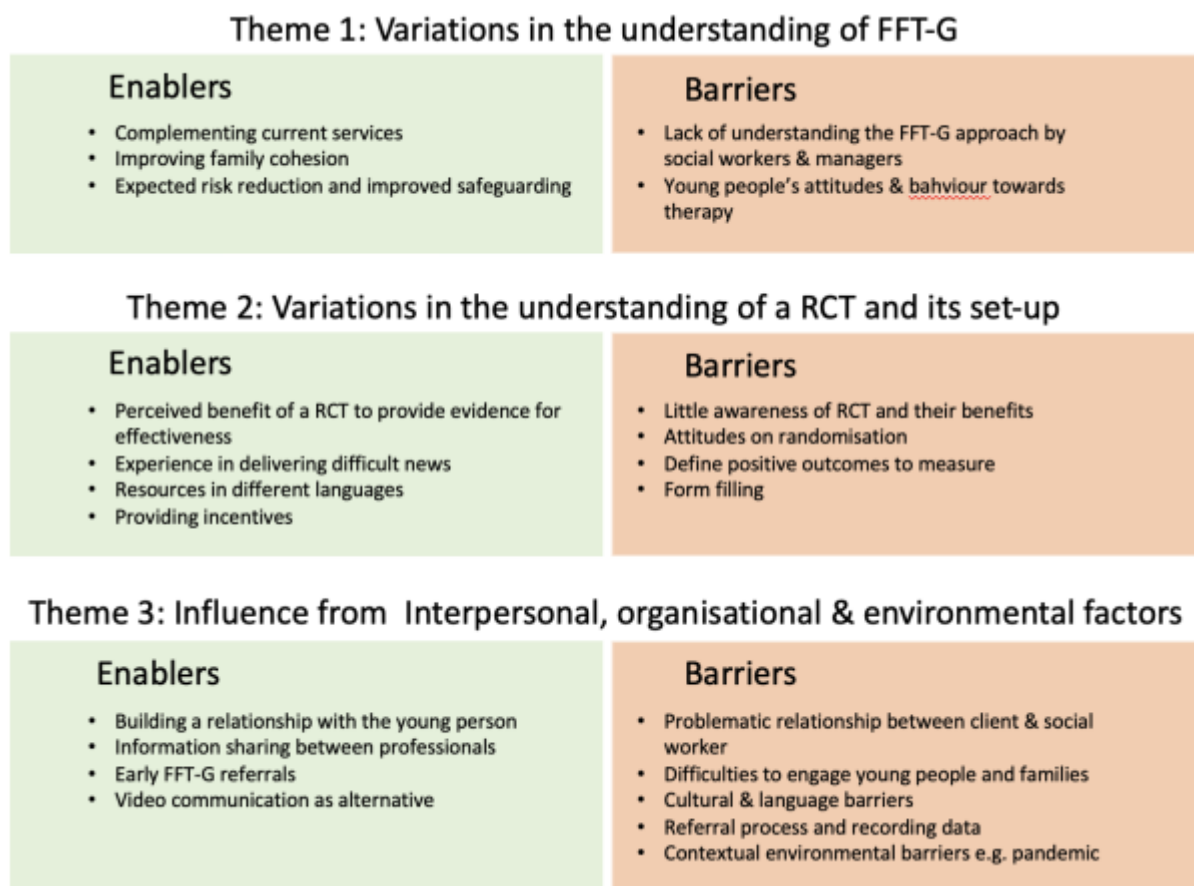 Theme 1: Variations in the understanding of FFT-G
Enablers
• Complementing current services
• Improving family cohesion
• Expected risk reduction and improved safeguarding
Barriers
• Lack of understanding the FFT-G approach by
social workers & managers
• Young people's attitudes & bahviour towards
therapy
Theme 2: Variations in the understanding of a RCT and its set-up
Enablers
• Perceived benefit of a RCT to provide evidence for
effectiveness
• Experience in delivering difficult news
• Resources in different languages
• Providing incentives
Barriers
• Little awareness of RCT and their benefits
• Attitudes on randomisation
• Define positive outcomes to measure
• Form filling
Theme 3: Influence from Interpersonal, organisational & environmental factors
Enablers
• Building a relationship with the young person
• Information sharing between professionals
• Early FFT-G referrals
• Video communication as alternative
Barriers
• Problematic relationship between client & social
worker
• Difficulties to engage young people and families
• Cultural & language barriers
• Referral process and recording data
• Contextual environmental barriers e.g. pandemic